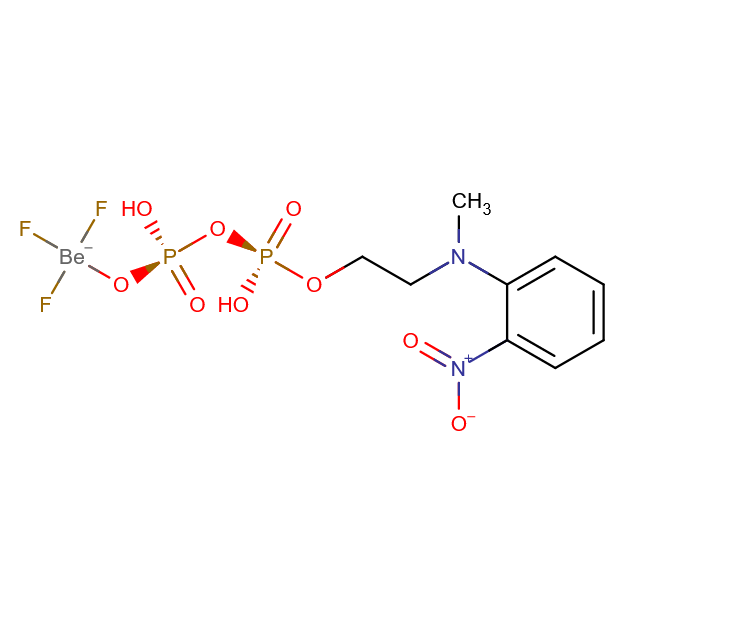 CH3
F F HO O O
Be− P P N
O O
F O HO
O N+
O−